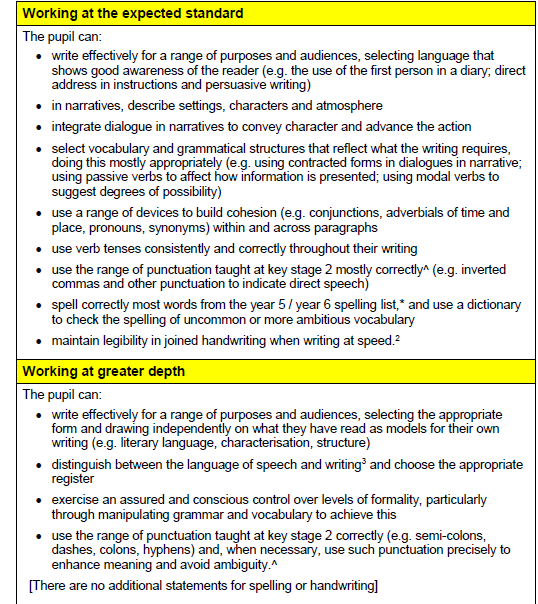 Working at the expected standard
The pupil can:
• write effectively for a range of purposes and audiences, selecting language that
shows good awareness of the reader (e.g. the use of the first person in a diary; direct
address in instructions and persuasive writing)
• in narratives, describe settings, characters and atmosphere
• integrate dialogue in narratives to convey character and advance the action
• select vocabulary and grammatical structures that reflect what the writing requires,
doing this mostly appropriately (e.g. using contracted forms in dialogues in narrative;
using passive verbs to affect how information is presented; using modal verbs to
suggest degrees of possibility)
• use a range of devices to build cohesion (e.g. conjunctions, adverbials of time and
place, pronouns, synonyms) within and across paragraphs
• use verb tenses consistently and correctly throughout their writing
• use the range of punctuation taught at key stage 2 mostly correctly^ (e.g. inverted
commas and other punctuation to indicate direct speech)
• spell correctly most words from the year 5 / year 6 spelling list,* and use a dictionary
to check the spelling of uncommon or more ambitious vocabulary
• maintain legibility in joined handwriting when writing at speed.²
Working at greater depth
The pupil can:
• write effectively for a range of purposes and audiences, selecting the appropriate
form and drawing independently on what they have read as models for their own
writing (e.g. literary language, characterisation, structure)
• distinguish between the language of speech and writing³ and choose the appropriate
register
• exercise an assured and conscious control over levels of formality, particularly
through manipulating grammar and vocabulary to achieve this
• use the range of punctuation taught at key stage 2 correctly (e.g. semi-colons,
dashes, colons, hyphens) and, when necessary, use such punctuation precisely to
enhance meaning and avoid ambiguity.^
[There are no additional statements for spelling or handwriting]